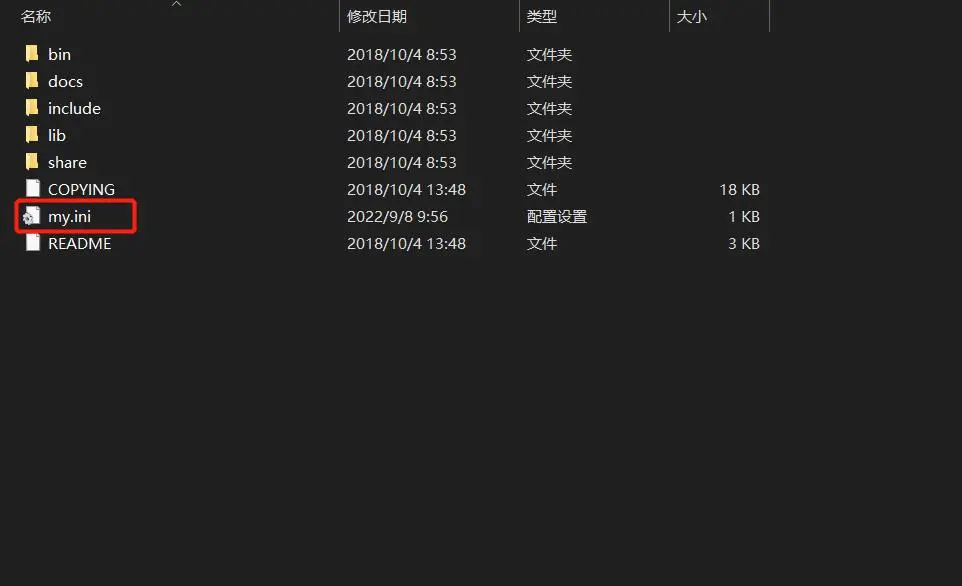 名称 修改日期 类型 大小
bin 2018/10/4 8:53 文件夹
docs 2018/10/4 8:53 文件夹
include 2018/10/4 8:53 文件夹
lib 2018/10/4 8:53 文件夹
share 2018/10/4 8:53 文件夹
COPYING 2018/10/4 13:48 文件 18 KB
my.ini 2022/9/8 9:56 配置设置 1 KB
README 2018/10/4 13:48 文件 3 KB